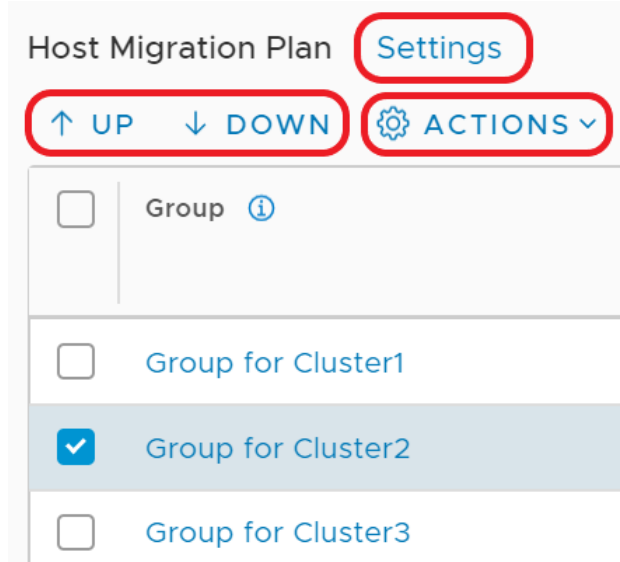 Host Migration Plan Settings
UP DOWN ACTIONS
Group
Group for Cluster1
Group for Cluster2
Group for Cluster3